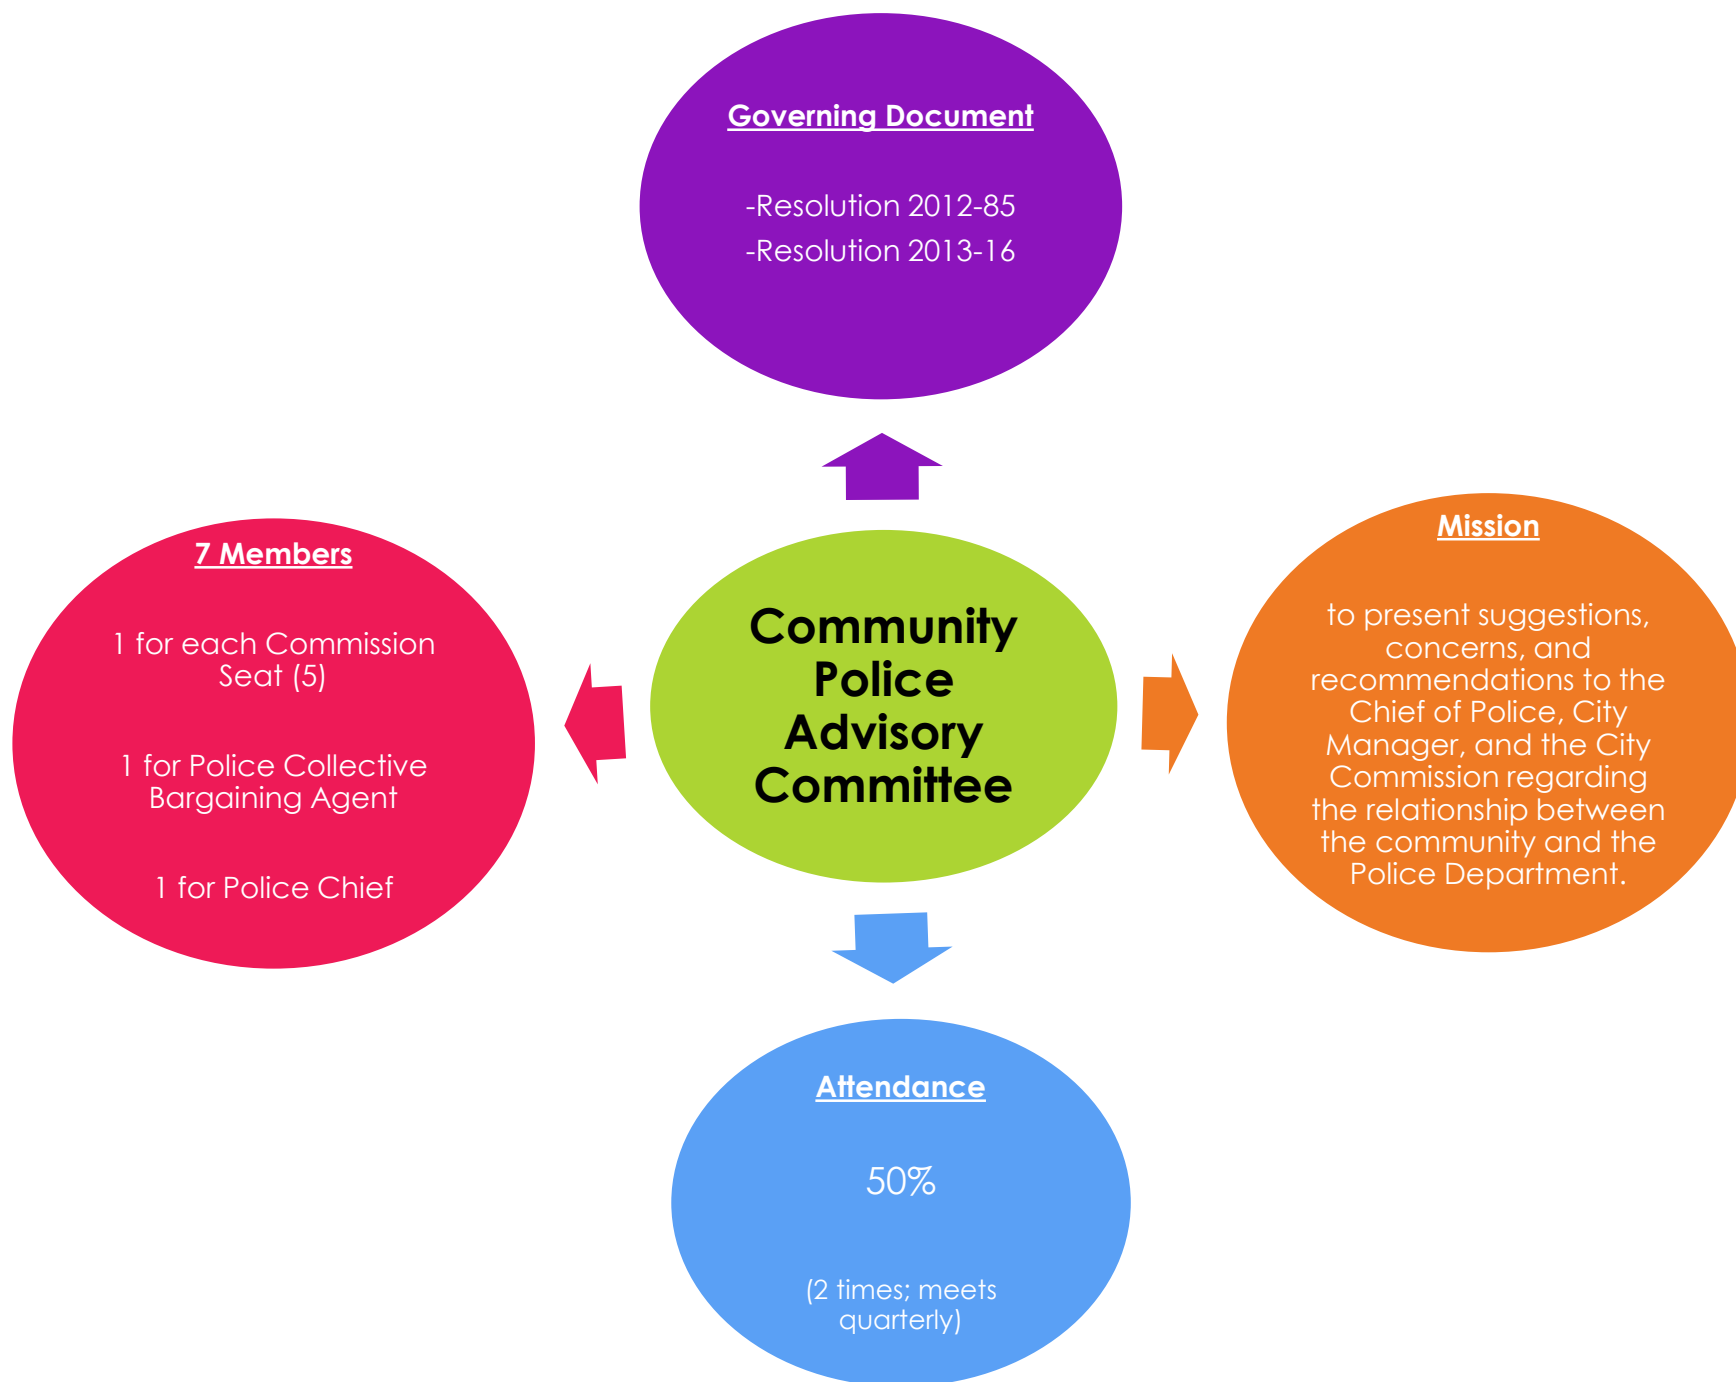 Governing Document
-Resolution 2012-85
-Resolution 2013-16
7 Members
1 for each Commission
Seat (5)
1 for Police Collective
Bargaining Agent
1 for Police Chief
Community
Police
Advisory
Committee
Mission
to present suggestions,
concerns, and
recommendations to the
Chief of Police, City
Manager, and the City
Commission regarding
the relationship between
the community and the
Police Department.
Attendance
50%
(2 times; meets
quarterly)